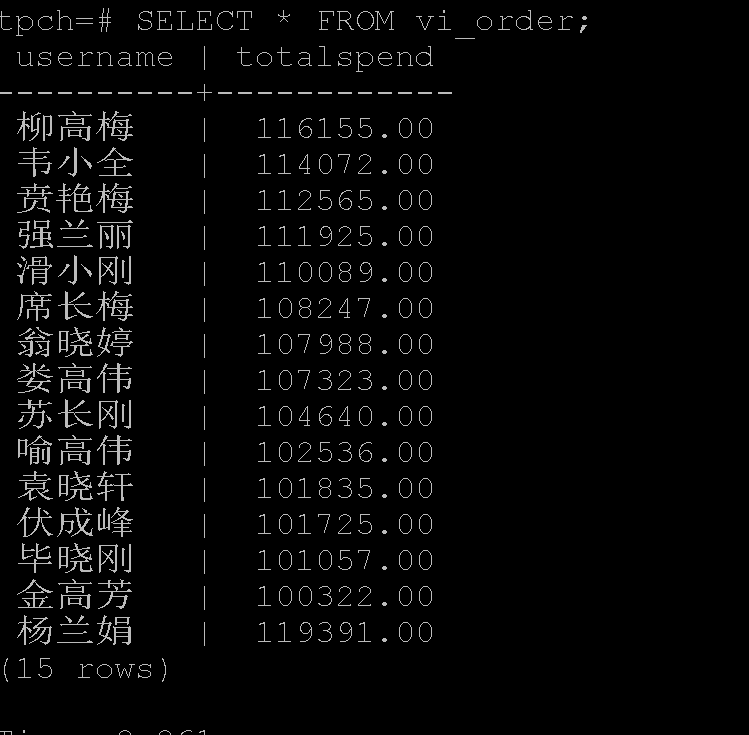 tpch=# SELECT * FROM vi_order;
username | totalspend
----------+------------
柳高梅 | 116155.00
韦小全 | 114072.00
贲艳梅 | 112565.00
强兰丽 | 111925.00
滑小刚 | 110089.00
席长梅 | 108247.00
翁晓婷 | 107988.00
娄高伟 | 107323.00
苏长刚 | 104640.00
喻高伟 | 102536.00
袁晓轩 | 101835.00
伏成峰 | 101725.00
毕晓刚 | 101057.00
金高芳 | 100322.00
杨兰娟 | 119391.00
(15 rows)